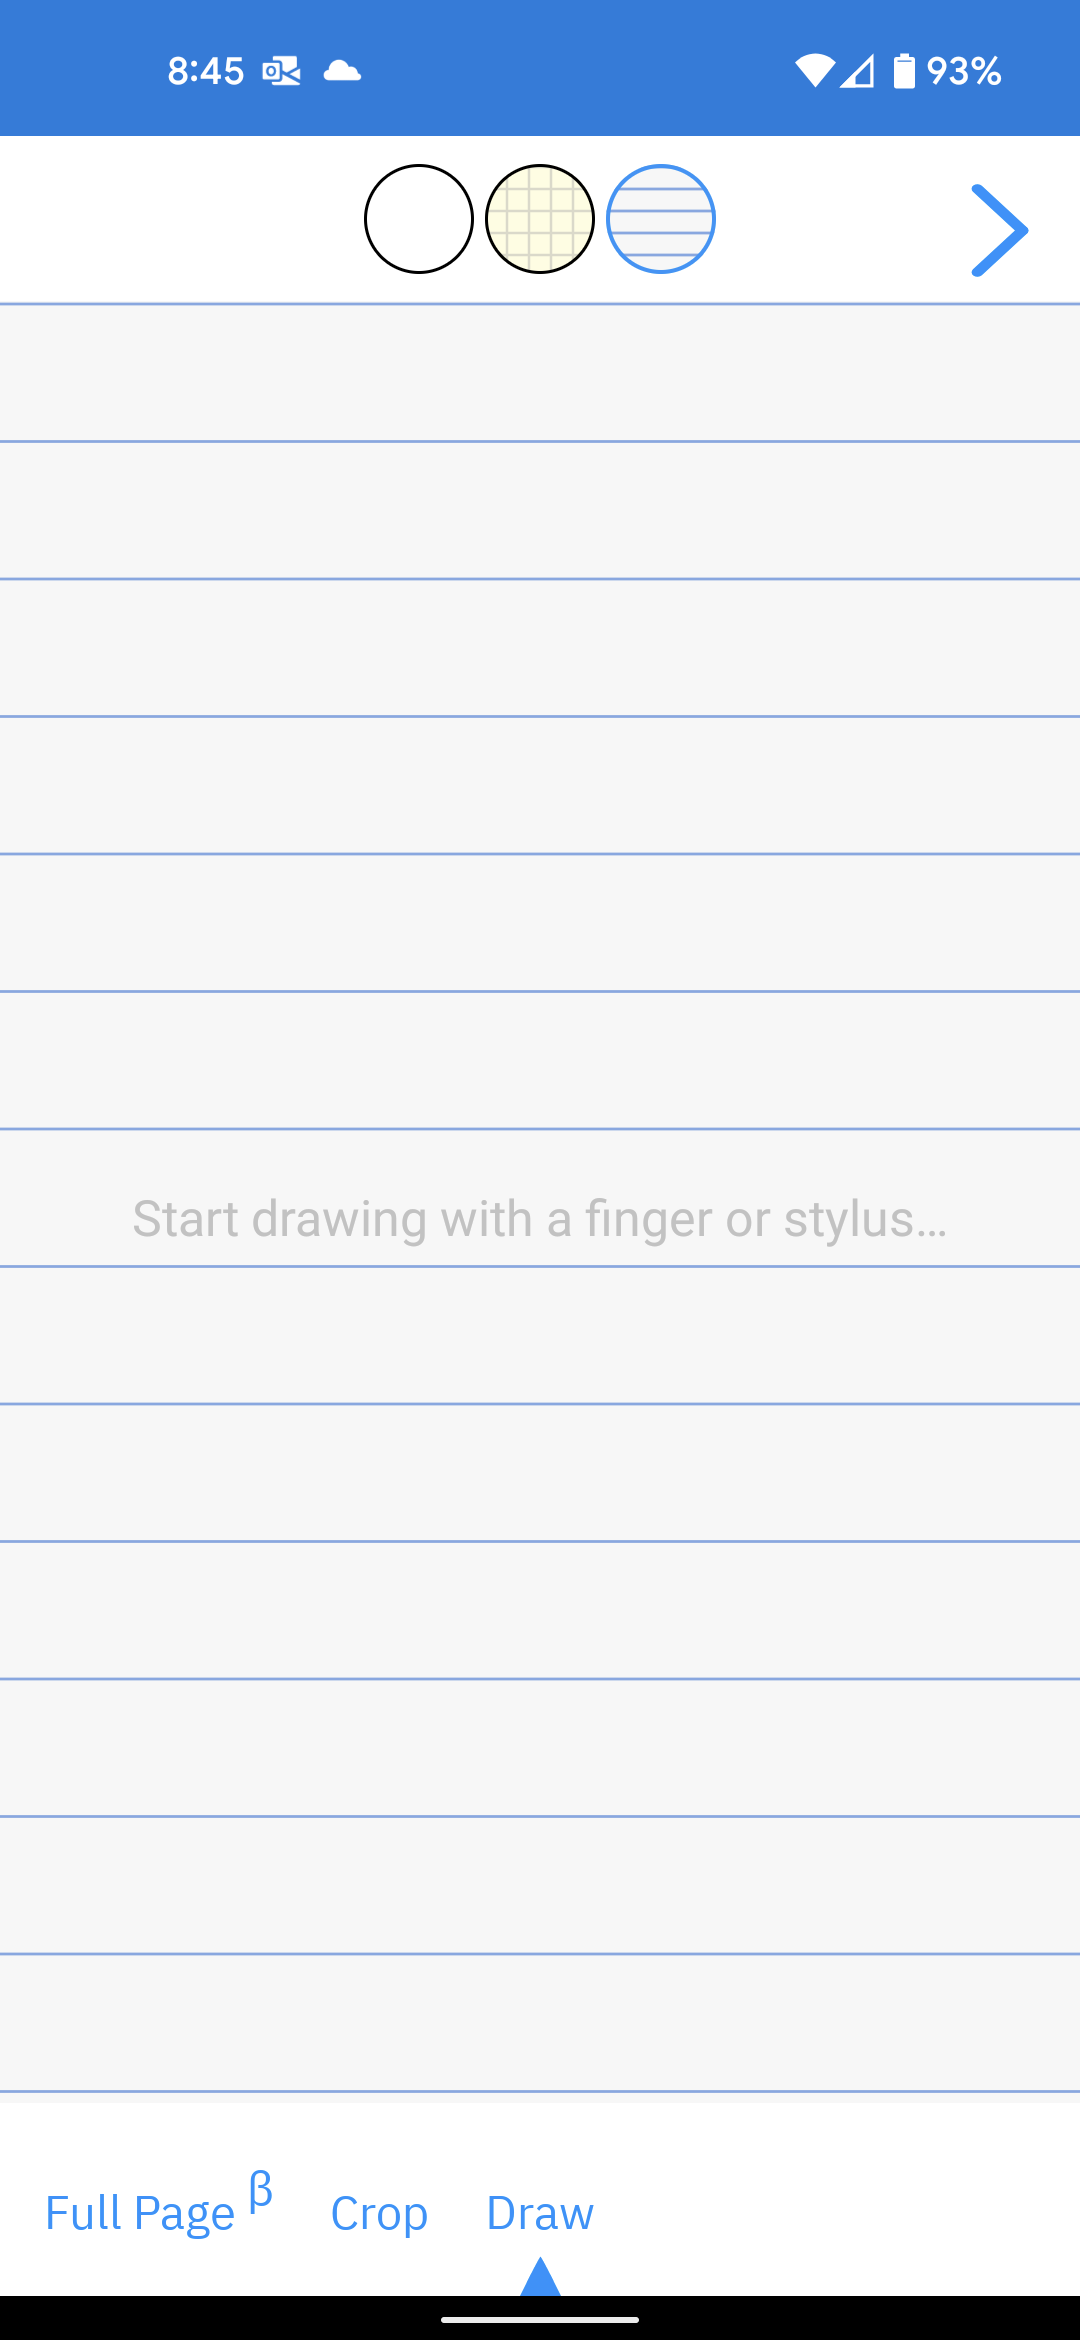 8:45 93%
Start drawing with a finger or stylus...
Full Page β Crop Draw